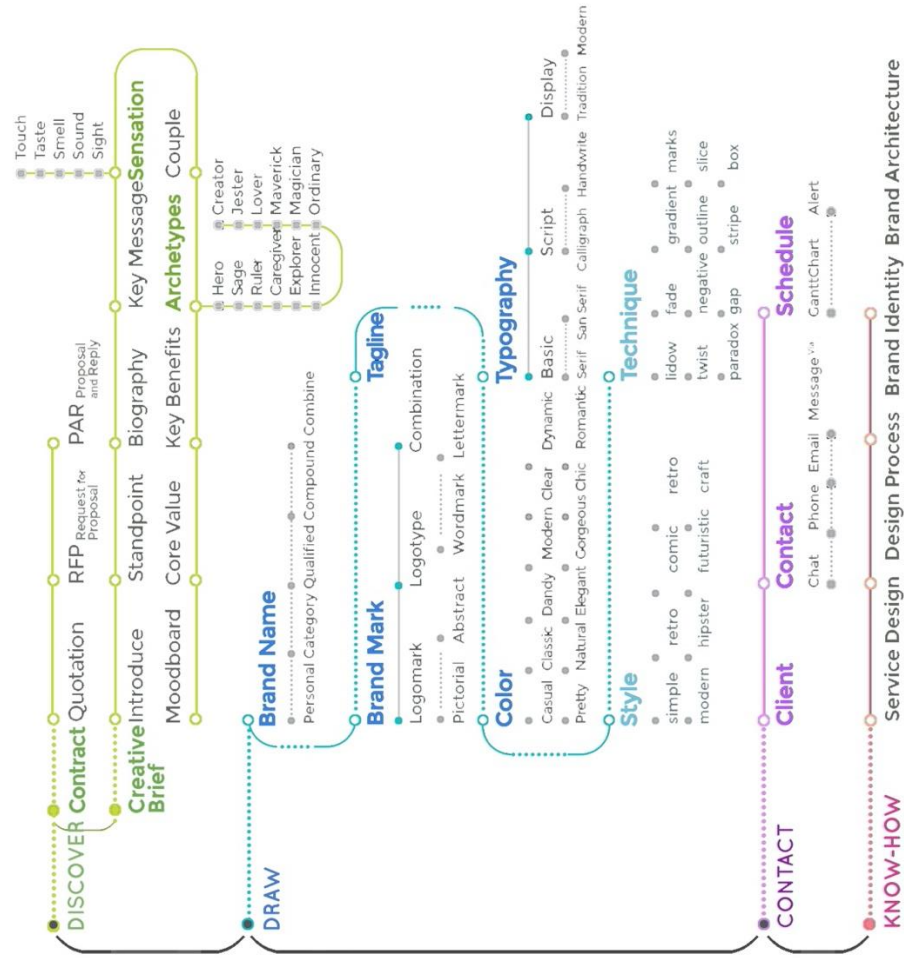 DISCOVER
Contract
Quotation
RFP Request for Proposal
PAR Proposal and Reply
Creative Brief
Introduce
Standpoint
Biography
Key Message
Sensation
Touch
Taste
Smell
Sound
Sight
Moodboard
Core Value
Key Benefits
Archetypes
Couple
Hero
Sage
Ruler
Caregiver
Explorer
Innocent
Creator
Jester
Lover
Maverick
Magician
Ordinary
DRAW
Brand Name
Personal Category Qualified Compound Combine
Brand Mark
Tagline
Logomark
Logotype
Combination
Pictorial Abstract Wordmark Lettermark
Color
Casual Classic Dandy Modern Clear Dynamic
Pretty Natural Elegant Gorgeous Chic Romantic
Typography
Basic
Script
Display
Serif San Serif Calligraph Handwrite Tradition Modern
Style
simple retro comic retro
modern hipster futuristic craft
Technique
lidow fade gradient marks
twist negative outline slice
paradox gap stripe box
CONTACT
Client
Contact
Schedule
Chat Phone Email Message Via
GanttChart Alert
KNOW-HOW
Service Design Design Process Brand Identity Brand Architecture